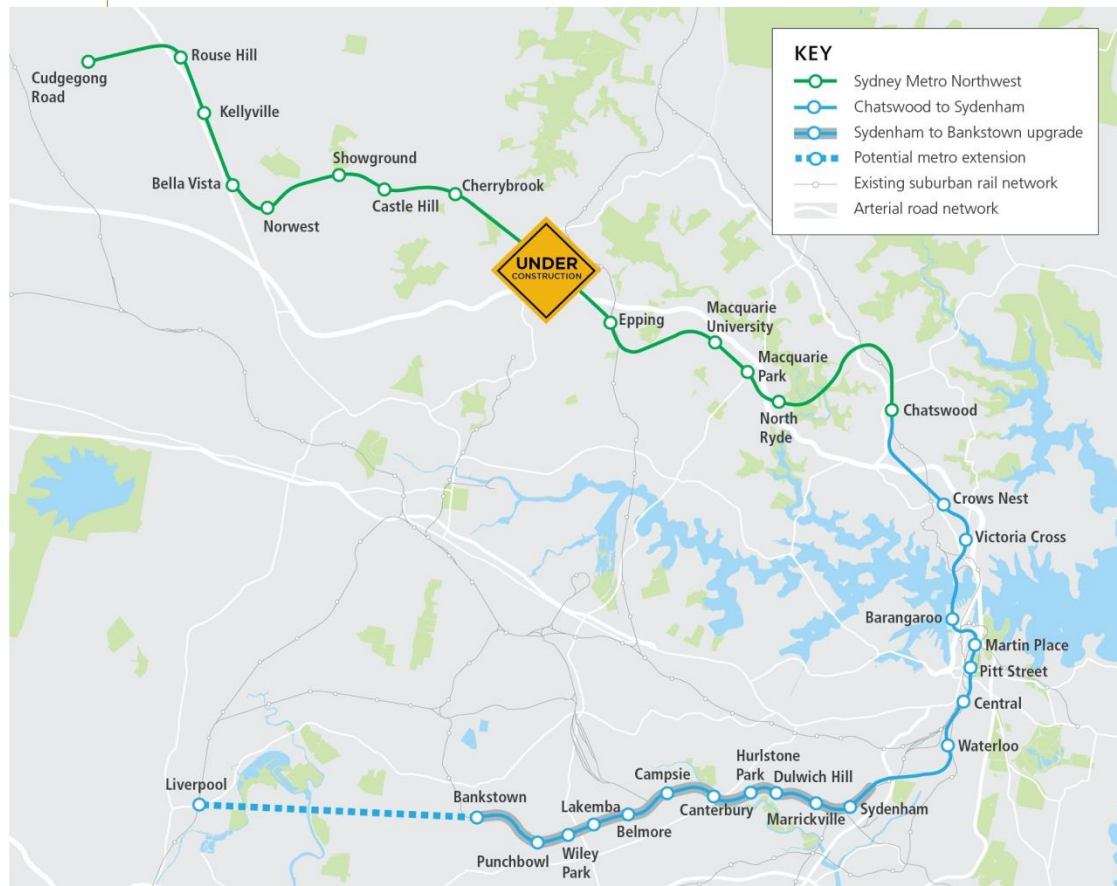 KEY
Sydney Metro Northwest
Chatswood to Sydenham
Sydenham to Bankstown upgrade
Potential metro extension
Existing suburban rail network
Arterial road network
Cudgegong
Road
Rouse Hill
Kellyville
Bella Vista
Norwest
Showground
Castle Hill
Cherrybrook
UNDER
CONSTRUCTION
Epping
Macquarie
University
Macquarie
Park
North
Ryde
Chatswood
Crows Nest
Victoria Cross
Barangaroo
Martin Place
Pitt Street
Central
Waterloo
Sydenham
Marrickville
Dulwich Hill
Hurlstone
Park
Canterbury
Campsie
Belmore
Lakemba
Wiley
Park
Punchbowl
Bankstown
Liverpool